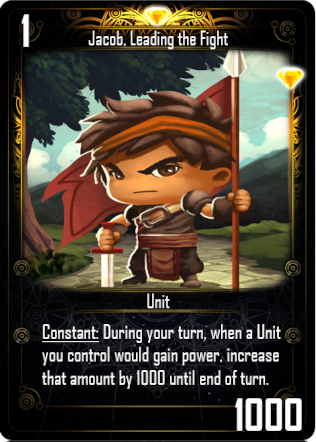 1
Jacob, Leading the Fight
Unit
Constant: During your turn, when a Unit
you control would gain power, increase
that amount by 1000 until end of turn.
1000